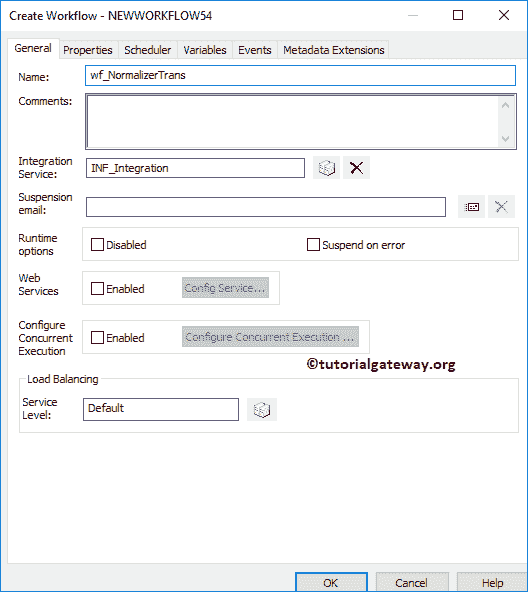 Create Workflow - NEWWORKFLOW54
General Properties Scheduler Variables Events Metadata Extensions
Name: wf_NormalizerTrans
Comments:
Integration
Service: INF_Integration
Suspension
email:
Runtime
options Disabled Suspend on error
Web
Services Enabled Config Service...
Configure
Concurrent
Execution Enabled Configure Concurrent Execution ...
©tutorialgateway.org
Load Balancing
Service
Level: Default
OK Cancel Help